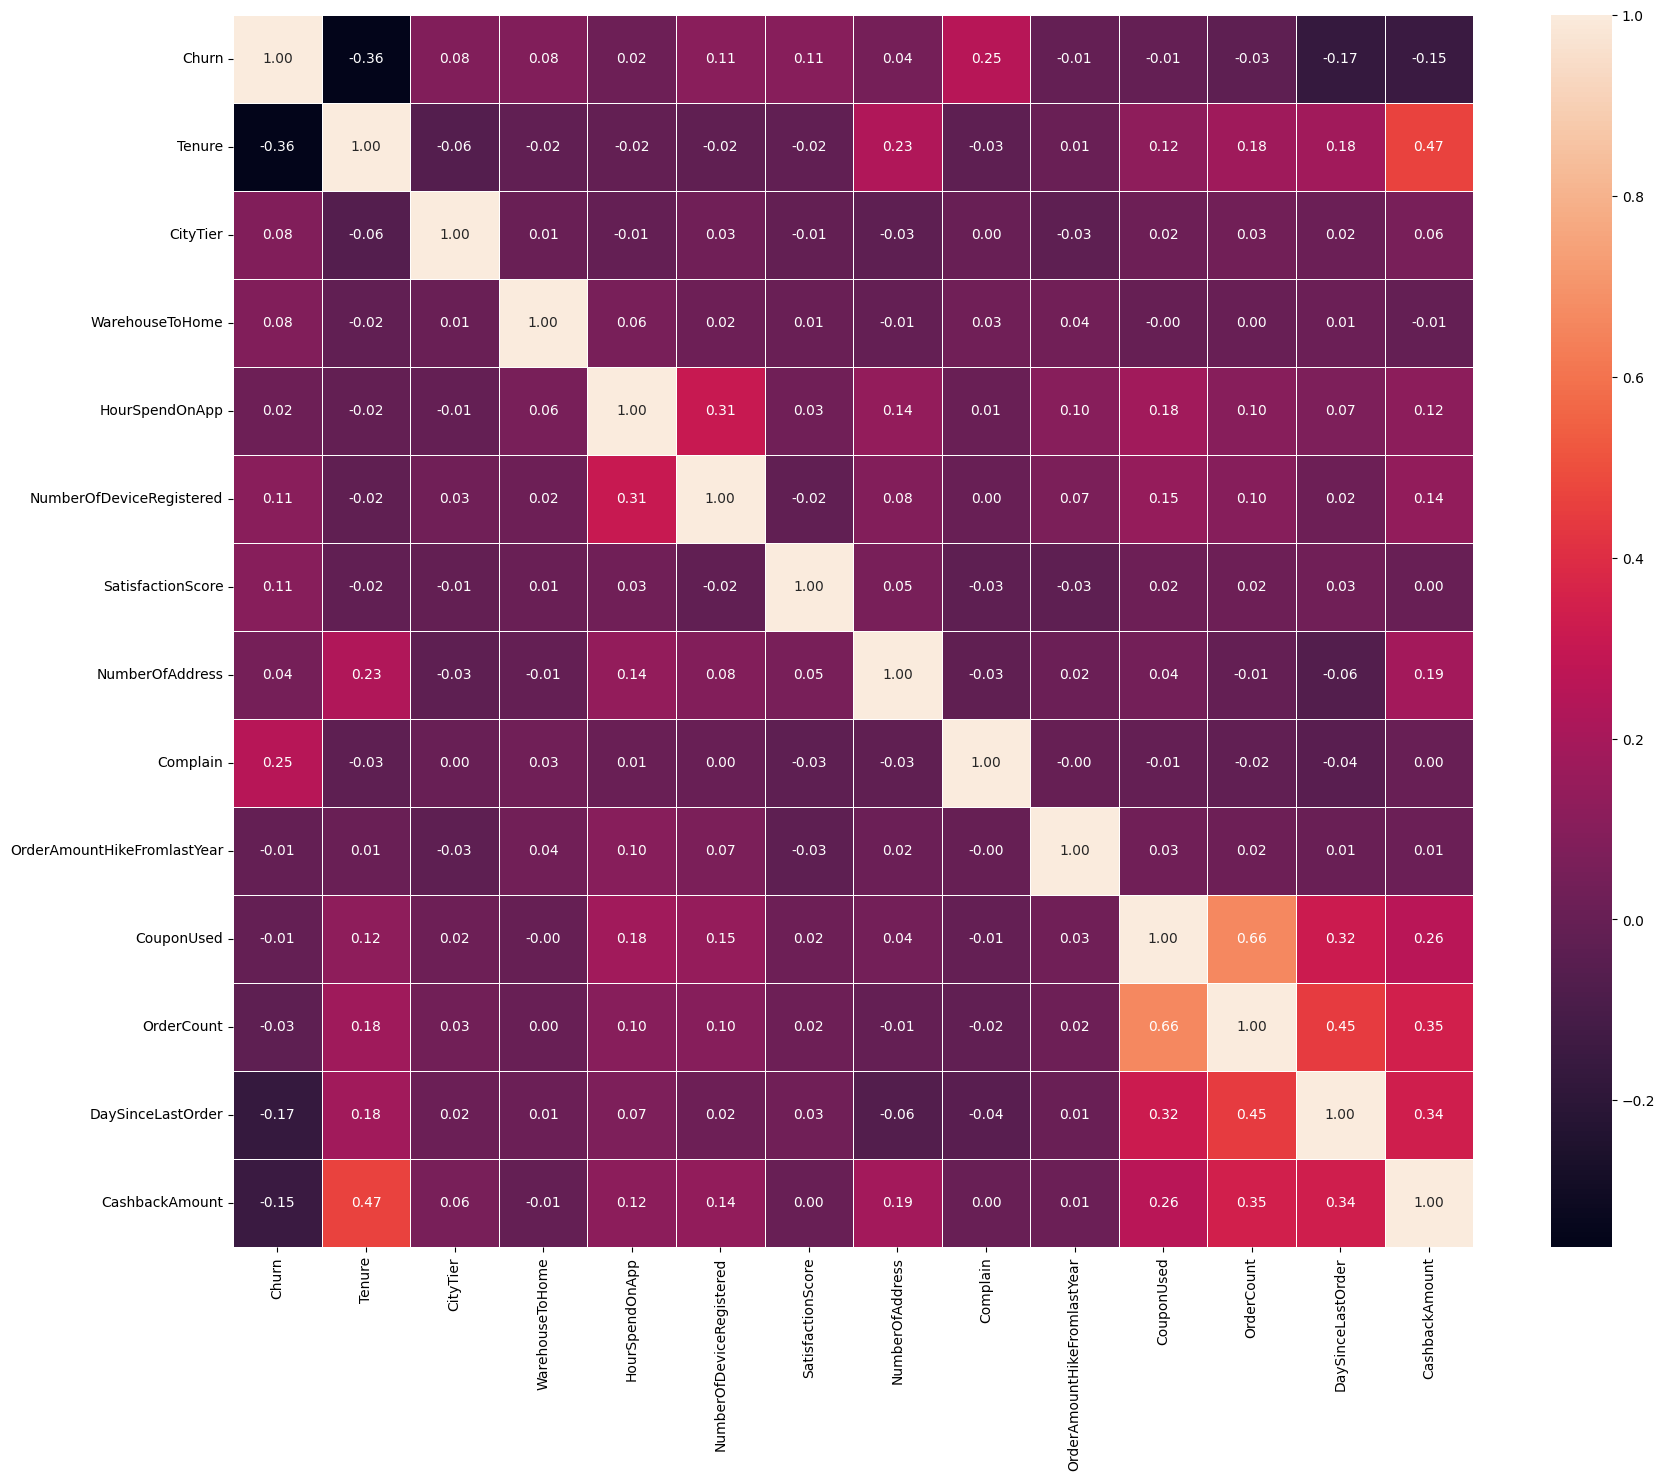 Churn 1.00 -0.36 0.08 0.08 0.02 0.11 0.11 0.04 0.25 -0.01 -0.01 -0.03 -0.17 -0.15
Tenure -0.36 1.00 -0.06 -0.02 -0.02 -0.02 -0.02 0.23 -0.03 0.01 0.12 0.18 0.18 0.47
CityTier 0.08 -0.06 1.00 0.01 -0.01 0.03 -0.01 -0.03 0.00 -0.03 0.02 0.03 0.02 0.06
WarehouseToHome 0.08 -0.02 0.01 1.00 0.06 0.02 0.01 -0.01 0.03 0.04 -0.00 0.00 0.01 -0.01
HourSpendOnApp 0.02 -0.02 -0.01 0.06 1.00 0.31 0.03 0.14 0.01 0.10 0.18 0.10 0.07 0.12
NumberOfDeviceRegistered 0.11 -0.02 0.03 0.02 0.31 1.00 -0.02 0.08 0.00 0.07 0.15 0.10 0.02 0.14
SatisfactionScore 0.11 -0.02 -0.01 0.01 0.03 -0.02 1.00 0.05 -0.03 -0.03 0.02 0.02 0.03 0.00
NumberOfAddress 0.04 0.23 -0.03 -0.01 0.14 0.08 0.05 1.00 -0.03 0.02 0.04 -0.01 -0.06 0.19
Complain 0.25 -0.03 0.00 0.03 0.01 0.00 -0.03 -0.03 1.00 -0.00 -0.01 -0.02 -0.04 0.00
OrderAmountHikeFromlastYear -0.01 0.01 -0.03 0.04 0.10 0.07 -0.03 0.02 -0.00 1.00 0.03 0.02 0.01 0.01
CouponUsed -0.01 0.12 0.02 -0.00 0.18 0.15 0.02 0.04 -0.01 0.03 1.00 0.66 0.32 0.26
OrderCount -0.03 0.18 0.03 0.00 0.10 0.10 0.02 -0.01 -0.02 0.02 0.66 1.00 0.45 0.35
DaySinceLastOrder -0.17 0.18 0.02 0.01 0.07 0.02 0.03 -0.06 -0.04 0.01 0.32 0.45 1.00 0.34
CashbackAmount -0.15 0.47 0.06 -0.01 0.12 0.14 0.00 0.19 0.00 0.01 0.26 0.35 0.34 1.00
Churn
Tenure
CityTier
WarehouseToHome
HourSpendOnApp
NumberOfDeviceRegistered
SatisfactionScore
NumberOfAddress
Complain
OrderAmountHikeFromlastYear
CouponUsed
OrderCount
DaySinceLastOrder
CashbackAmount
1.0
0.8
0.6
0.4
0.2
0.0
−0.2